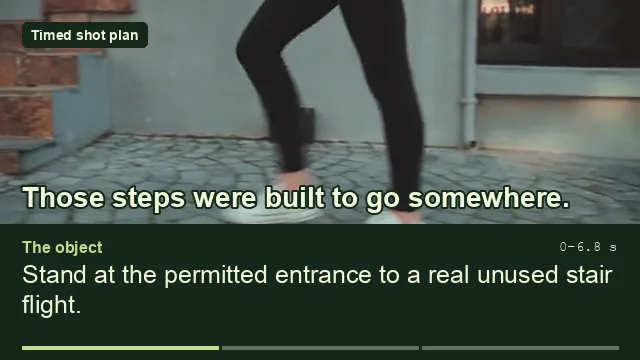 Timed shot plan
Those steps were built to go somewhere.
The object
0–6.8 s
Stand at the permitted entrance to a real unused stair
flight.